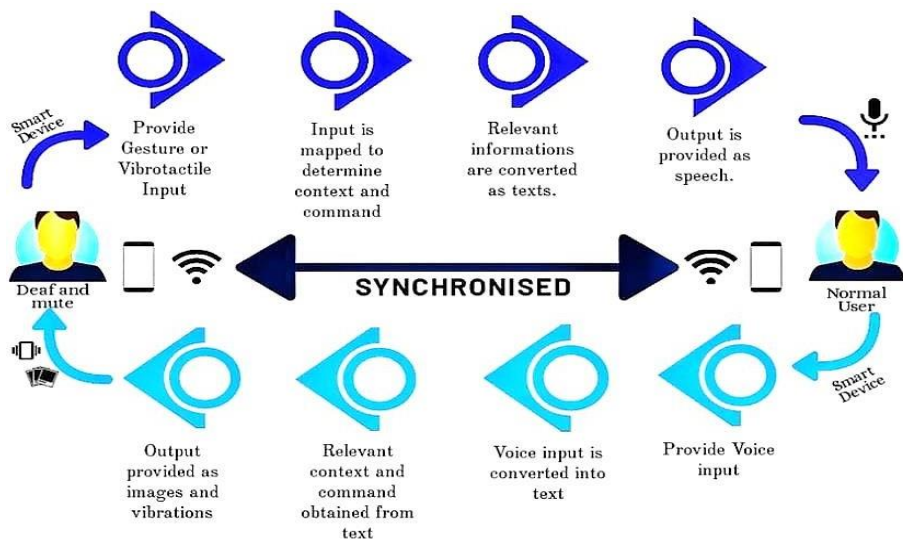 Smart
Device
Provide
Gesture or
Vibrotactile
Input
Input is
mapped to
determine
context and
command
Relevant
informations
are converted
as texts.
Output is
provided as
speech.
Deaf and
mute
SYNCHRONISED
Normal
User
Smart
Device
Output
provided as
images and
vibrations
Relevant
context and
command
obtained from
text
Voice input is
converted into
text
Provide Voice
input